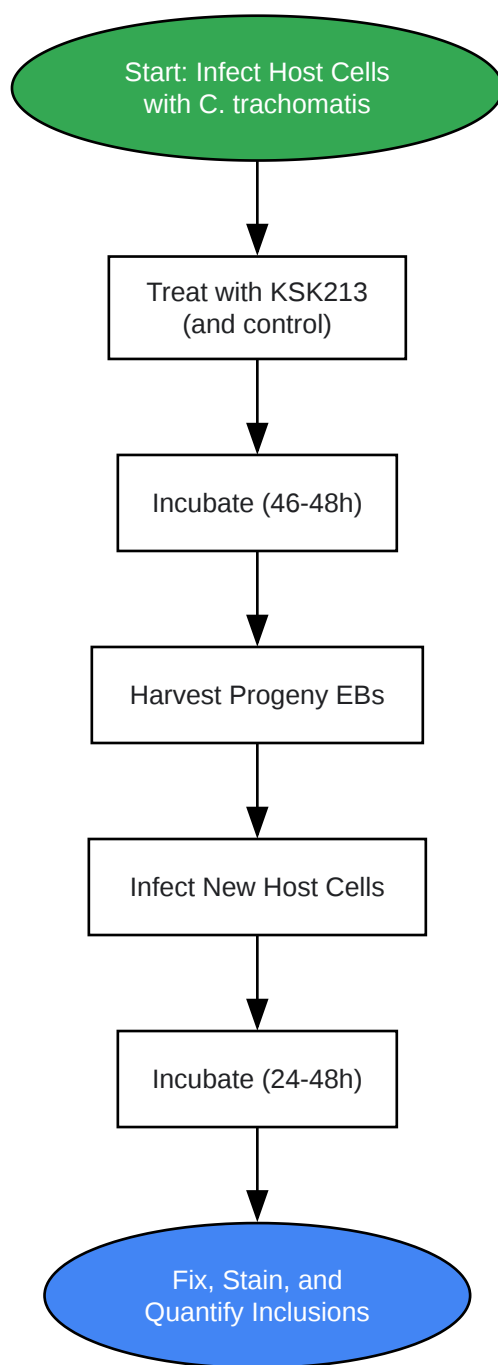 Start: Infect Host Cells
with C. trachomatis
Treat with KSK213
(and control)
Incubate (46-48h)
Harvest Progeny EBs
Infect New Host Cells
Incubate (24-48h)
Fix, Stain, and
Quantify Inclusions